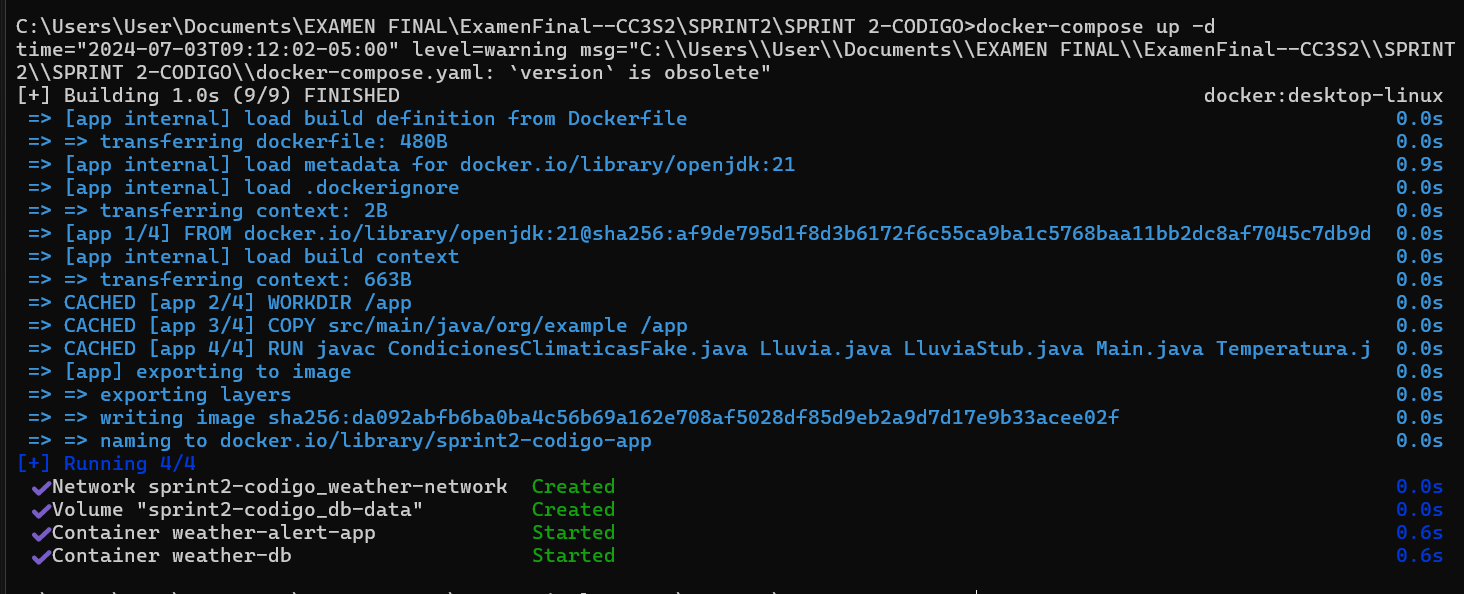 C:\Users\User\Documents\EXAMEN FINAL\ExamenFinal--CC3S2\SPRINT2\SPRINT 2-CODIGO>docker-compose up -d
time="2024-07-03T09:12:02-05:00" level=warning msg="C:\\Users\\User\\Documents\\EXAMEN FINAL\\ExamenFinal--CC3S2\\SPRINT
2\\SPRINT 2-CODIGO\\docker-compose.yaml: `version` is obsolete"
[+] Building 1.0s (9/9) FINISHED docker:desktop-linux
=> [app internal] load build definition from Dockerfile 0.0s
=> => transferring dockerfile: 480B 0.0s
=> [app internal] load metadata for docker.io/library/openjdk:21 0.9s
=> [app internal] load .dockerignore 0.0s
=> => transferring context: 2B 0.0s
=> [app 1/4] FROM docker.io/library/openjdk:21@sha256:af9de795d1f8d3b6172f6c55ca9ba1c5768baa11bb2dc8af7045c7db9d 0.0s
=> [app internal] load build context 0.0s
=> => transferring context: 663B 0.0s
=> CACHED [app 2/4] WORKDIR /app 0.0s
=> CACHED [app 3/4] COPY src/main/java/org/example /app 0.0s
=> CACHED [app 4/4] RUN javac CondicionesClimaticasFake.java Lluvia.java LluviaStub.java Main.java Temperatura.j 0.0s
=> [app] exporting to image 0.0s
=> => exporting layers 0.0s
=> => writing image sha256:da092abfb6ba0ba4c56b69a162e708af5028df85d9eb2a9d7d17e9b33acee02f 0.0s
=> => naming to docker.io/library/sprint2-codigo-app 0.0s
[+] Running 4/4
✔Network sprint2-codigo_weather-network Created 0.0s
✔Volume "sprint2-codigo_db-data" Created 0.0s
✔Container weather-alert-app Started 0.6s
✔Container weather-db Started 0.6s